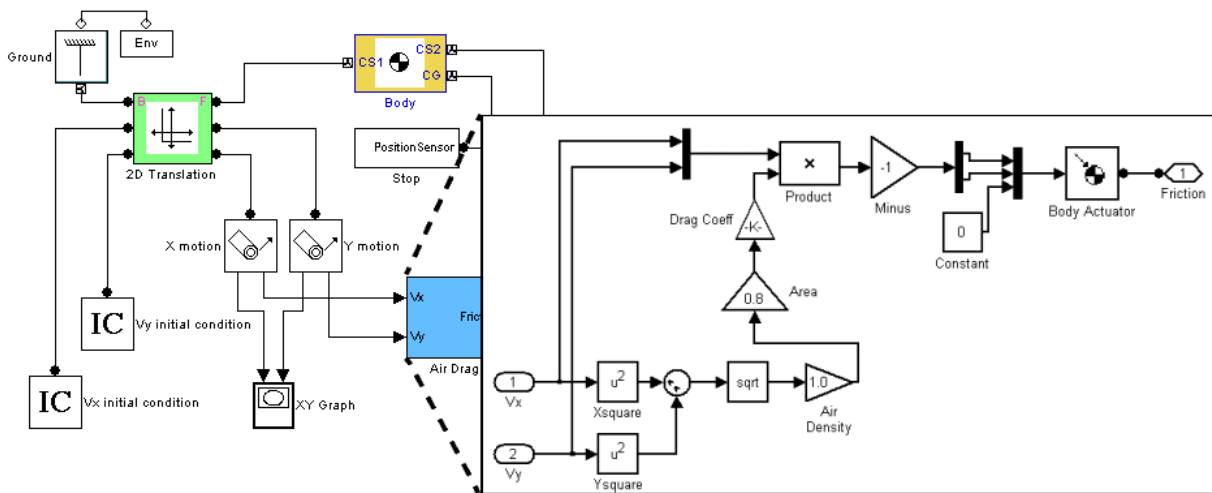 Ground
Env
CS1
CS2
CG
Body
B
F
2D Translation
PositionSensor
Stop
X motion
Y motion
IC
Vy initial condition
IC
Vx initial condition
XY Graph
Vx
Vy
Fric
Air Drag
×
Product
-1
Minus
Drag Coeff
-K-
0.8
Area
0
Constant
Body Actuator
1
Friction
1
Vx
u2
Xsquare
sqrt
1.0
Air
Density
2
Vy
u2
Ysquare